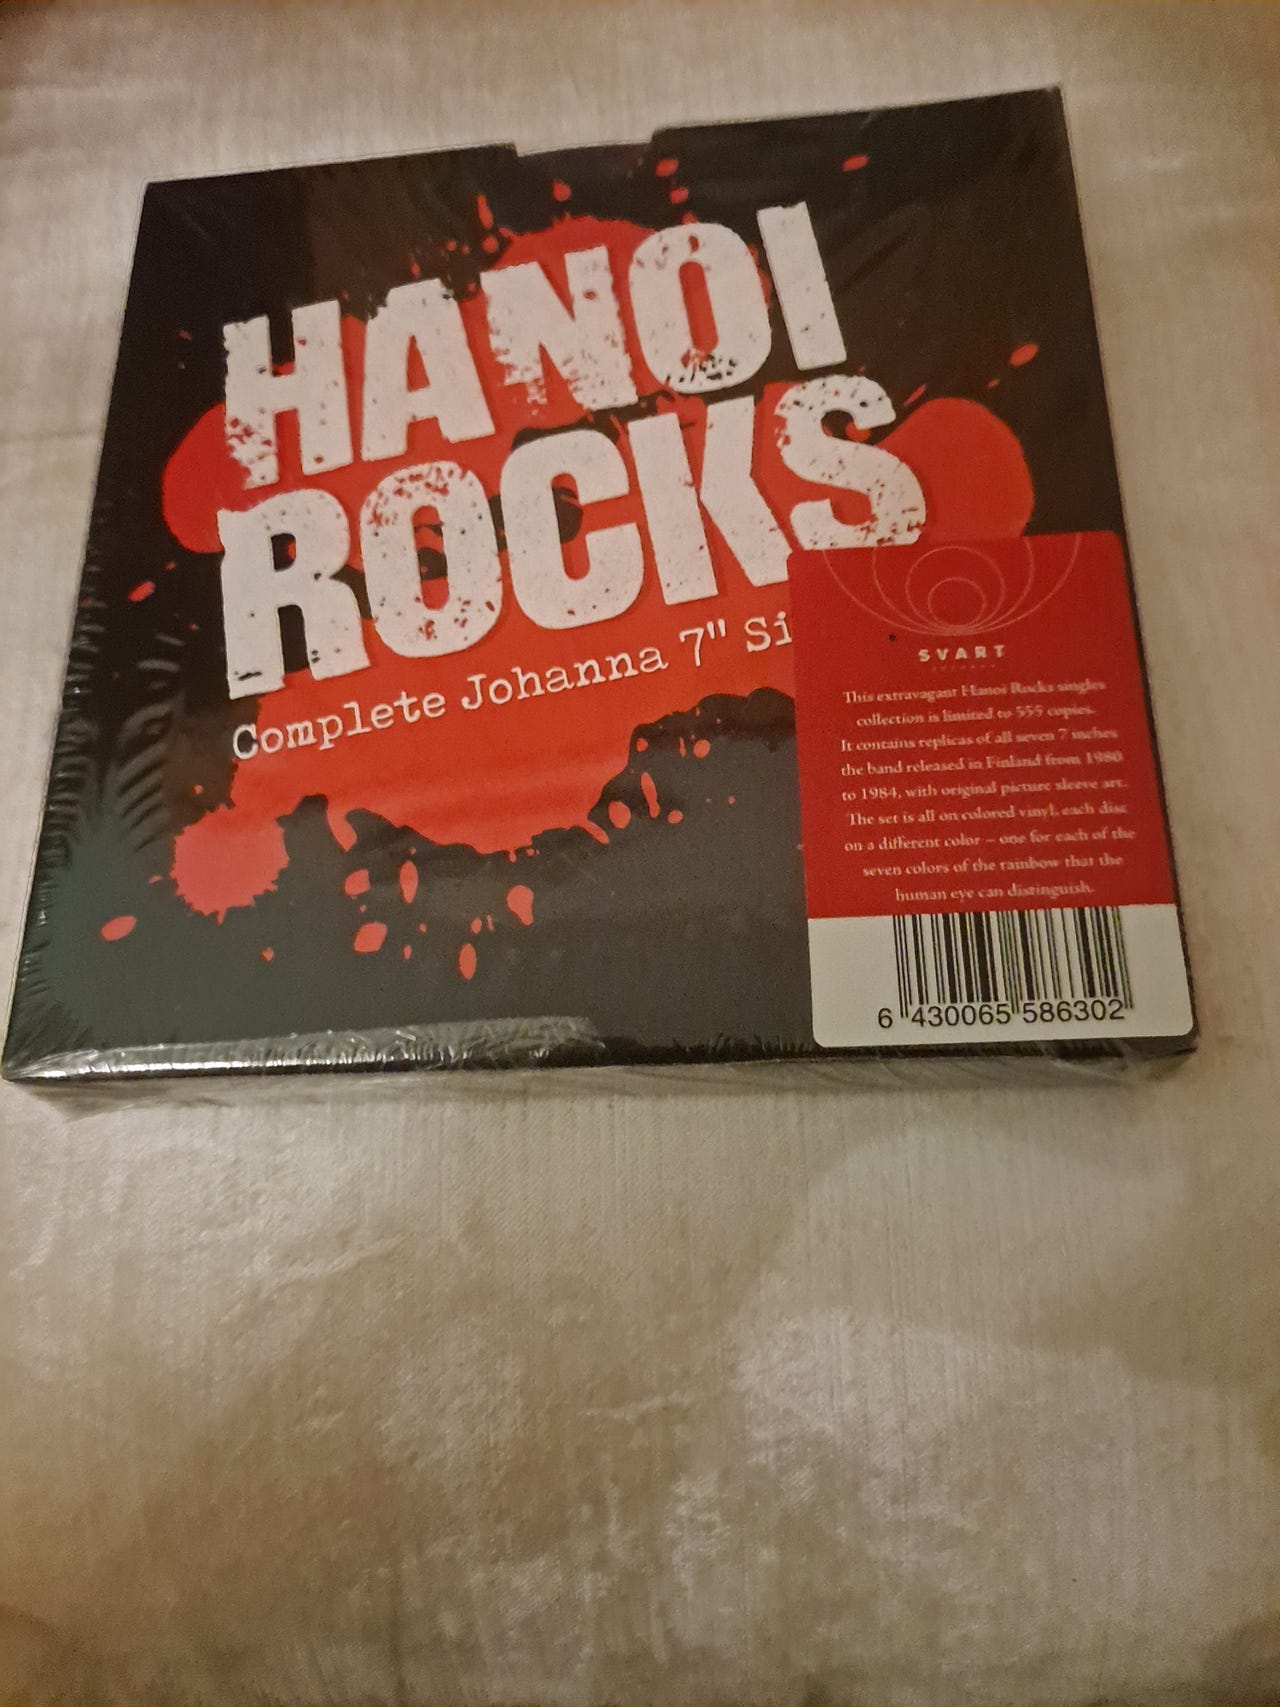 HANOI
ROCKS
Complete Johanna 7" Si
SVART
RECORDS
This extravagant Hanoi Rocks singles
collection is limited to 555 copies.
It contains replicas of all seven 7 inches
the band released in Finland from 1980
to 1984, with original picture sleeve art.
The set is all on colored vinyl, each disc
on a different color – one for each of the
seven colors of the rainbow that the
human eye can distinguish.
6 430065 586302